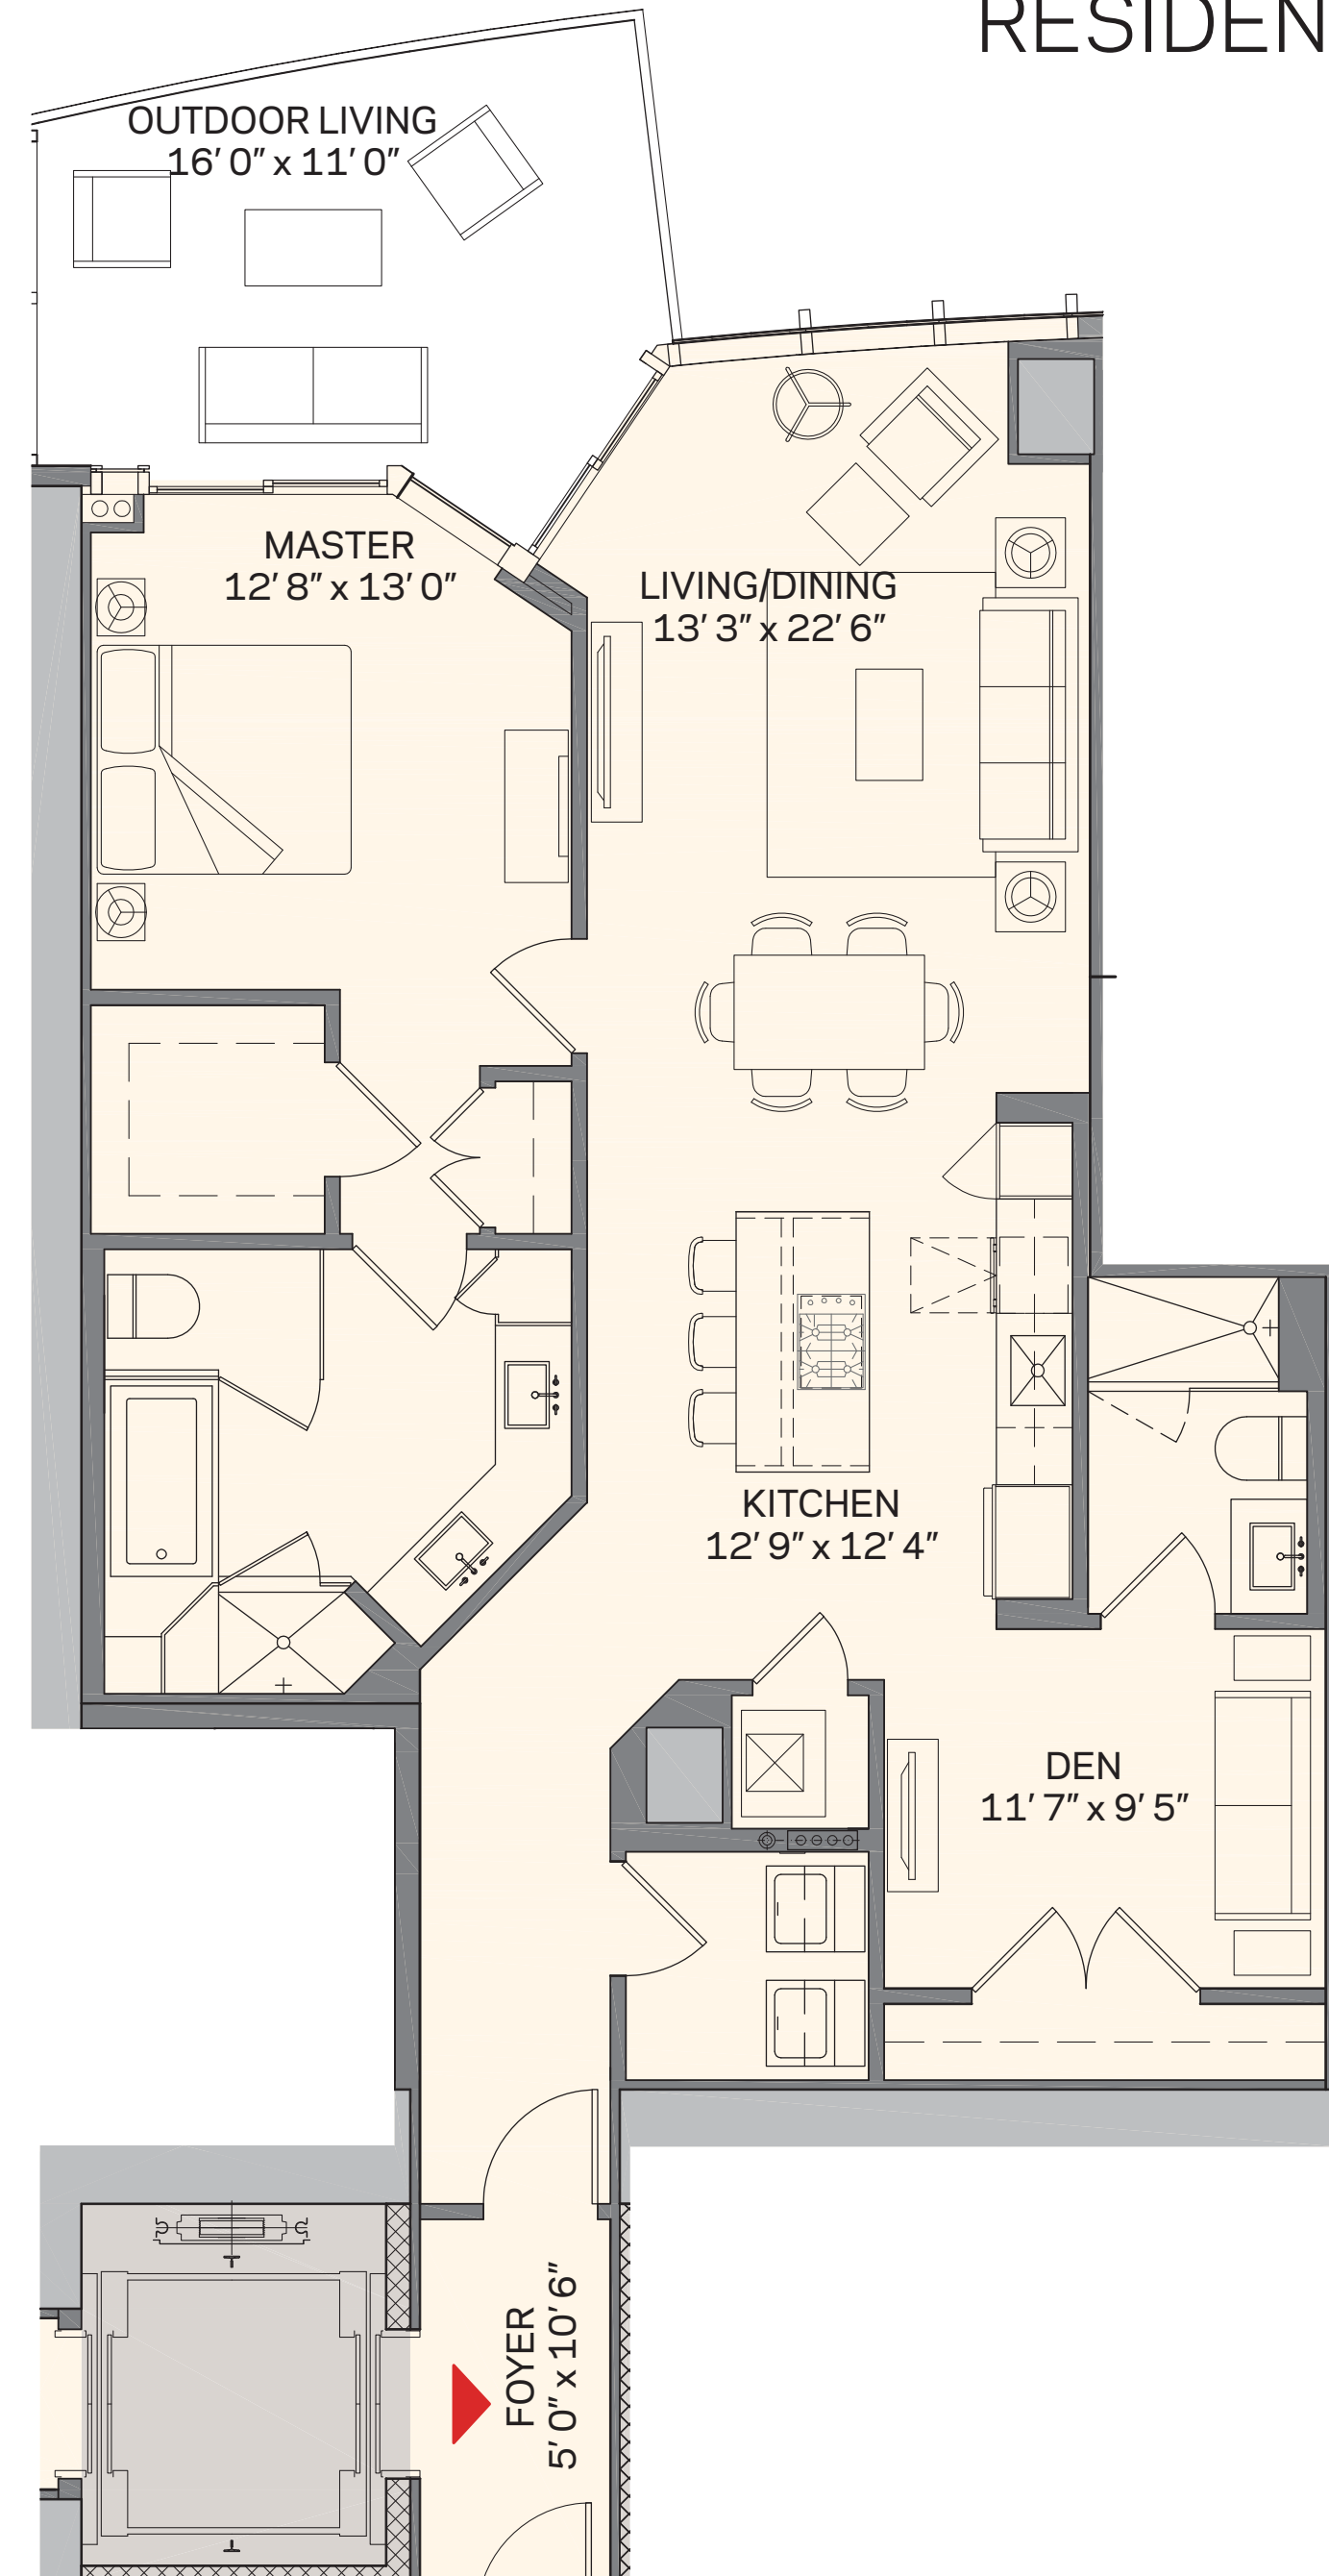 RESIDEN
OUTDOOR LIVING
16′ 0″ x 11′ 0″
MASTER
12′ 8″ x 13′ 0″
LIVING/DINING
13′ 3″ x 22′ 6″
KITCHEN
12′ 9″ x 12′ 4″
DEN
11′ 7″ x 9′ 5″
FOYER
5′ 0″ x 10′ 6″